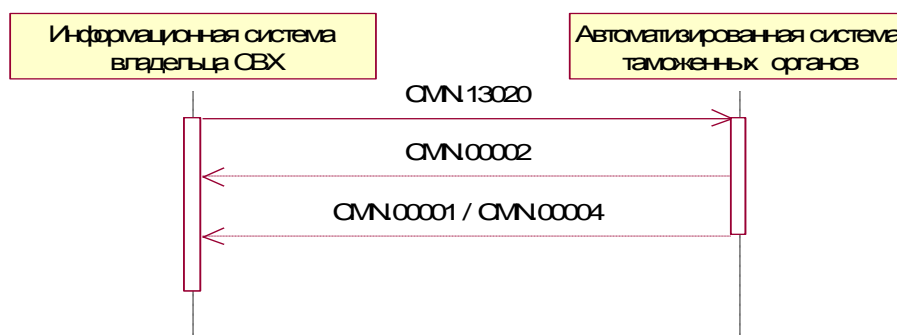 Информационная система
владельца СВХ
Автоматизированная система
таможенных органов
CMN.13020
CMN.00002
CMN.00001 / CMN.00004